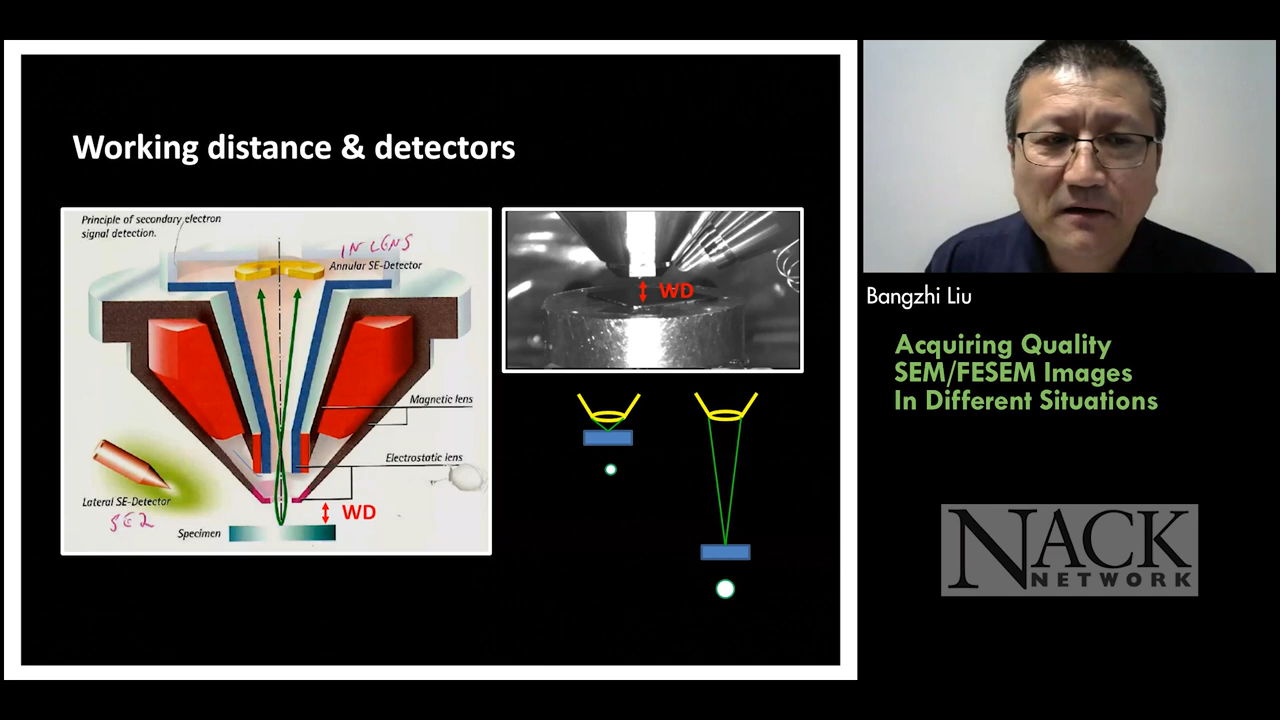 Working distance & detectors
Principle of secondary electron
signal detection.
IN LENS
Annular SE-Detector
Magnetic lens
Electrostatic lens
Lateral SE-Detector
SE2
WD
Specimen
WD
Bangzhi Liu
Acquiring Quality
SEM/FESEM Images
In Different Situations
NACK
NETWORK